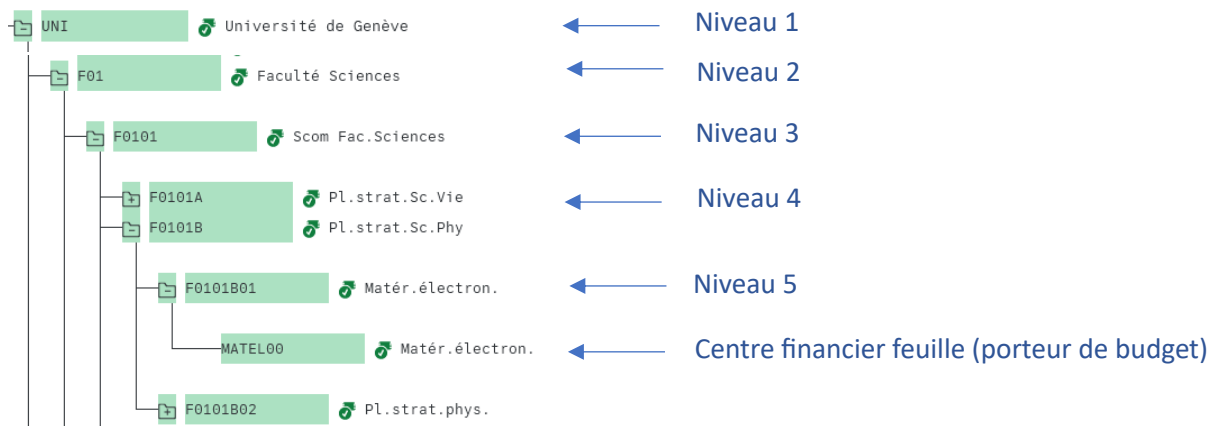 UNI Université de Genève Niveau 1
F01 Faculté Sciences Niveau 2
F0101 Scom Fac.Sciences Niveau 3
F0101A Pl.strat.Sc.Vie Niveau 4
F0101B Pl.strat.Sc.Phy
F0101B01 Matér.électron. Niveau 5
MATEL00 Matér.électron. Centre financier feuille (porteur de budget)
F0101B02 Pl.strat.phys.